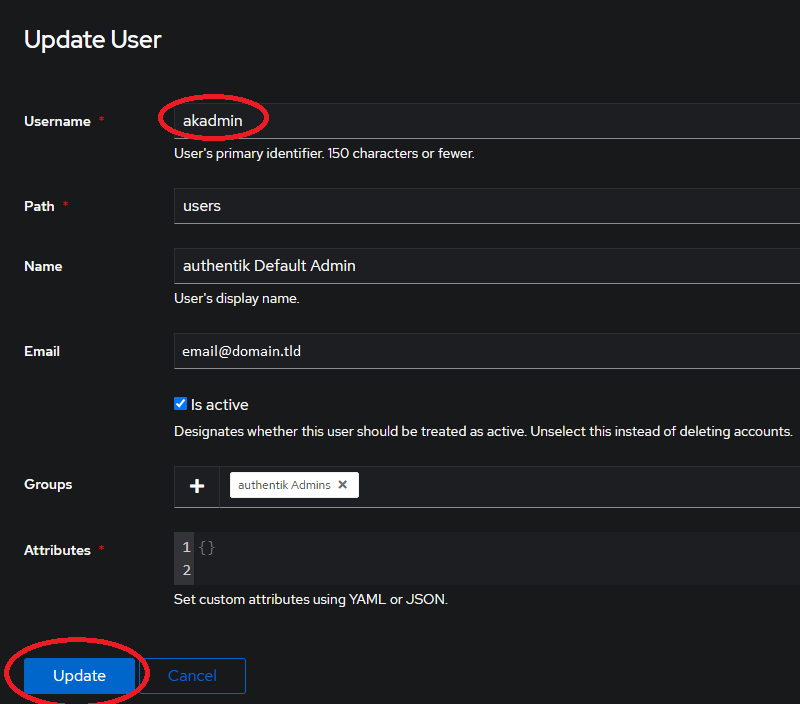 Update User
Username *
akadmin
User's primary identifier. 150 characters or fewer.
Path *
users
Name
authentik Default Admin
User's display name.
Email
email@domain.tld
Is active
Designates whether this user should be treated as active. Unselect this instead of deleting accounts.
Groups
+ authentik Admins ×
Attributes *
1 {}
2
Set custom attributes using YAML or JSON.
Update Cancel